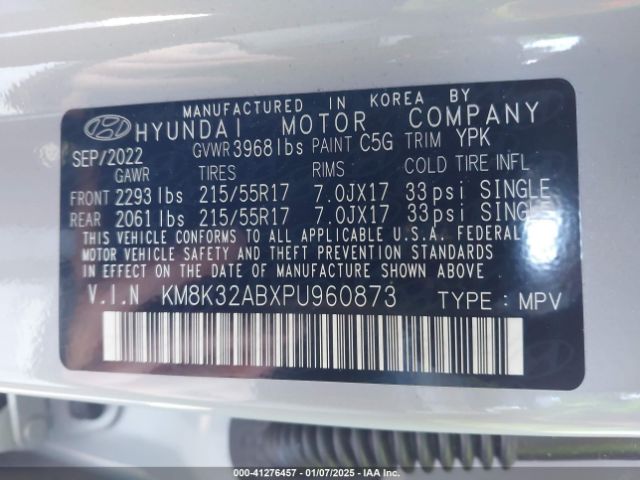 MANUFACTURED IN KOREA BY
HYUNDAI MOTOR COMPANY
SEP/2022 GVWR 3968 lbs PAINT C5G TRIM YPK
GAWR TIRES RIMS COLD TIRE INFL
FRONT 2293 lbs 215/55R17 7.0JX17 33 psi SINGLE
REAR 2061 lbs 215/55R17 7.0JX17 33 psi SINGLE
THIS VEHICLE CONFORMS TO ALL APPLICABLE U.S.A. FEDERAL
MOTOR VEHICLE SAFETY AND THEFT PREVENTION STANDARDS
IN EFFECT ON THE DATE OF MANUFACTURE SHOWN ABOVE.
V.I.N KM8K32ABXPU960873 TYPE : MPV
000-41276457 - 01/07/2025 - IAA Inc.